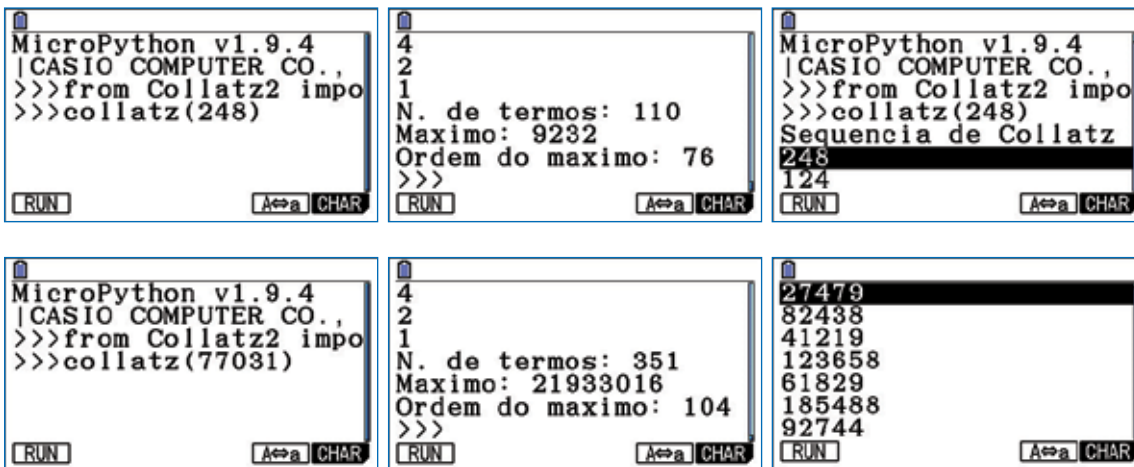 MicroPython v1.9.4
|CASIO COMPUTER CO.,
>>>from Collatz2 impo
>>>collatz(248)
RUN A⇔a CHAR
4
2
1
N. de termos: 110
Maximo: 9232
Ordem do maximo: 76
>>>
RUN A⇔a CHAR
MicroPython v1.9.4
|CASIO COMPUTER CO.,
>>>from Collatz2 impo
>>>collatz(248)
Sequencia de Collatz
248
124
RUN A⇔a CHAR
MicroPython v1.9.4
|CASIO COMPUTER CO.,
>>>from Collatz2 impo
>>>collatz(77031)
RUN A⇔a CHAR
4
2
1
N. de termos: 351
Maximo: 21933016
Ordem do maximo: 104
>>>
RUN A⇔a CHAR
27479
82438
41219
123658
61829
185488
92744
RUN A⇔a CHAR